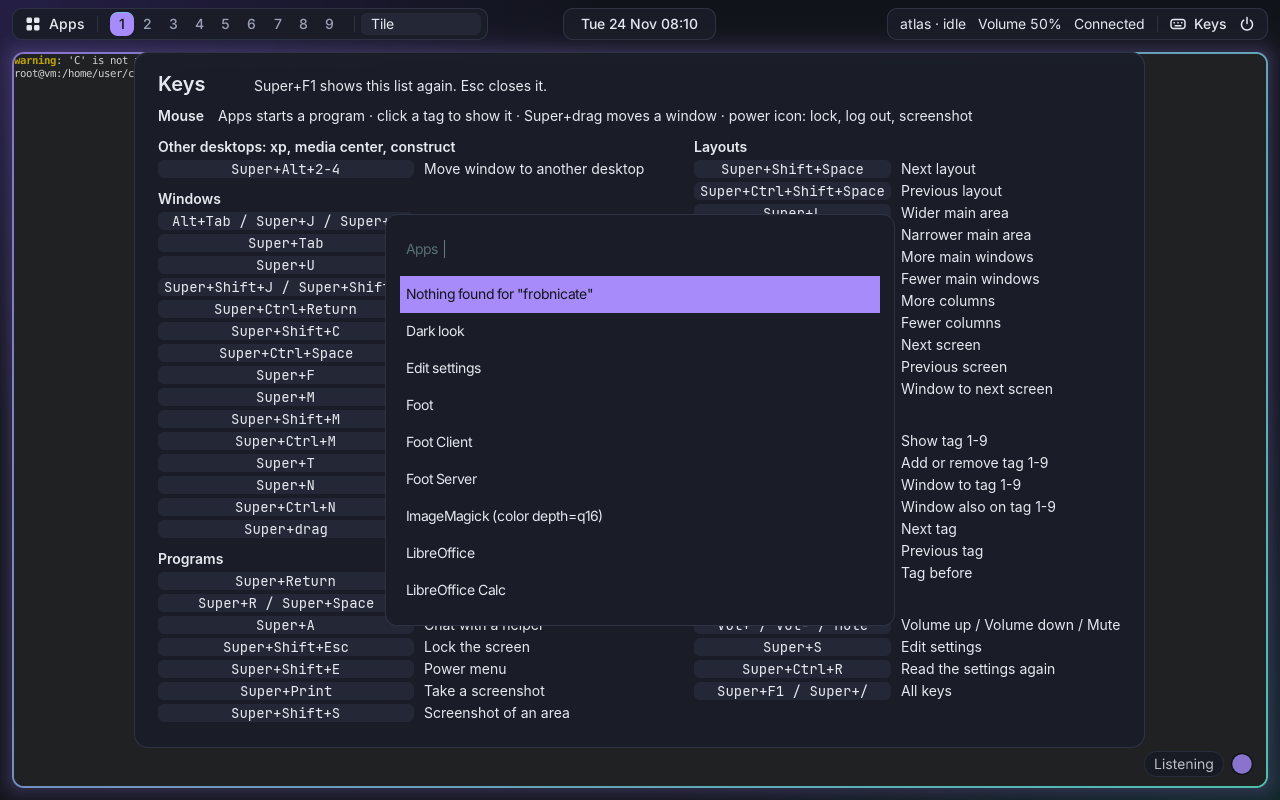 Apps 1 2 3 4 5 6 7 8 9 Tile Tue 24 Nov 08:10 atlas · idle Volume 50% Connected Keys
warning: 'C' is not
root@vm:/home/user/c
Keys Super+F1 shows this list again. Esc closes it.
Mouse Apps starts a program · click a tag to show it · Super+drag moves a window · power icon: lock, log out, screenshot
Other desktops: xp, media center, construct
Super+Alt+2-4 Move window to another desktop
Windows
Alt+Tab / Super+J / Super+
Super+Tab
Super+U
Super+Shift+J / Super+Shift
Super+Ctrl+Return
Super+Shift+C
Super+Ctrl+Space
Super+F
Super+M
Super+Shift+M
Super+Ctrl+M
Super+T
Super+N
Super+Ctrl+N
Super+drag
Programs
Super+Return
Super+R / Super+Space
Super+A Chat with a helper
Super+Shift+Esc Lock the screen
Super+Shift+E Power menu
Super+Print Take a screenshot
Super+Shift+S Screenshot of an area
Layouts
Super+Shift+Space Next layout
Super+Ctrl+Shift+Space Previous layout
Super+L Wider main area
Narrower main area
More main windows
Fewer main windows
More columns
Fewer columns
Next screen
Previous screen
Window to next screen
Show tag 1-9
Add or remove tag 1-9
Window to tag 1-9
Window also on tag 1-9
Next tag
Previous tag
Tag before
Vol+ / Vol- / Mute Volume up / Volume down / Mute
Super+S Edit settings
Super+Ctrl+R Read the settings again
Super+F1 / Super+/ All keys
Apps
Nothing found for "frobnicate"
Dark look
Edit settings
Foot
Foot Client
Foot Server
ImageMagick (color depth=q16)
LibreOffice
LibreOffice Calc
Listening